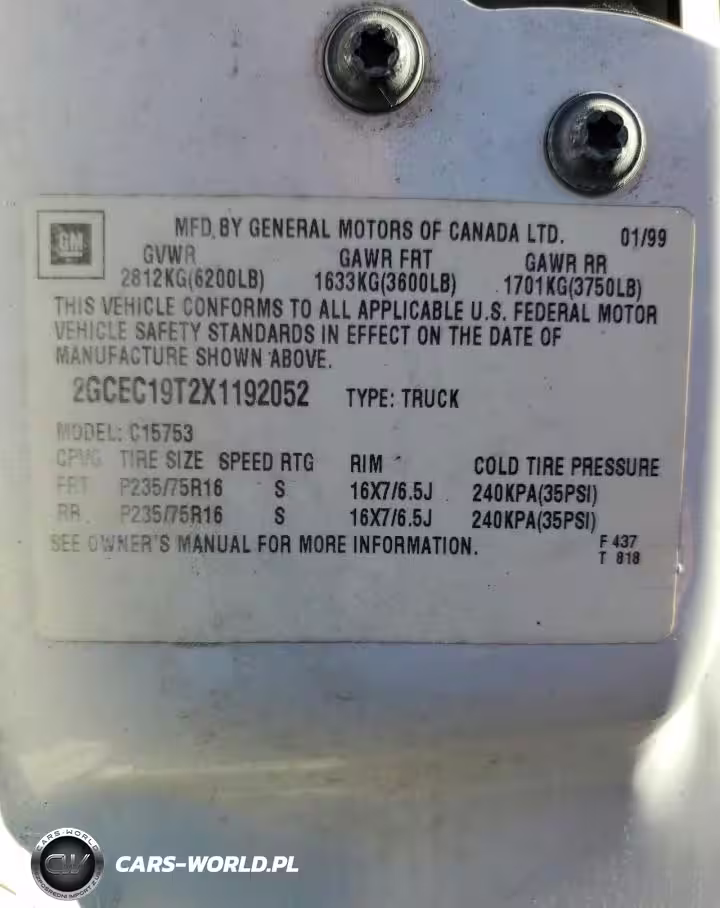 GM
MFD. BY GENERAL MOTORS OF CANADA LTD. 01/99
GVWR GAWR FRT GAWR RR
2812KG(6200LB) 1633KG(3600LB) 1701KG(3750LB)
THIS VEHICLE CONFORMS TO ALL APPLICABLE U.S. FEDERAL MOTOR
VEHICLE SAFETY STANDARDS IN EFFECT ON THE DATE OF
MANUFACTURE SHOWN ABOVE.
2GCEC19T2X1192052 TYPE: TRUCK
MODEL: C15753
TIRE SIZE SPEED RTG RIM COLD TIRE PRESSURE
FRT P235/75R16 S 16X7/6.5J 240KPA(35PSI)
RR P235/75R16 S 16X7/6.5J 240KPA(35PSI)
SEE OWNER'S MANUAL FOR MORE INFORMATION.
F 437
T 818
CARS-WORLD
CW
CARS-WORLD.PL